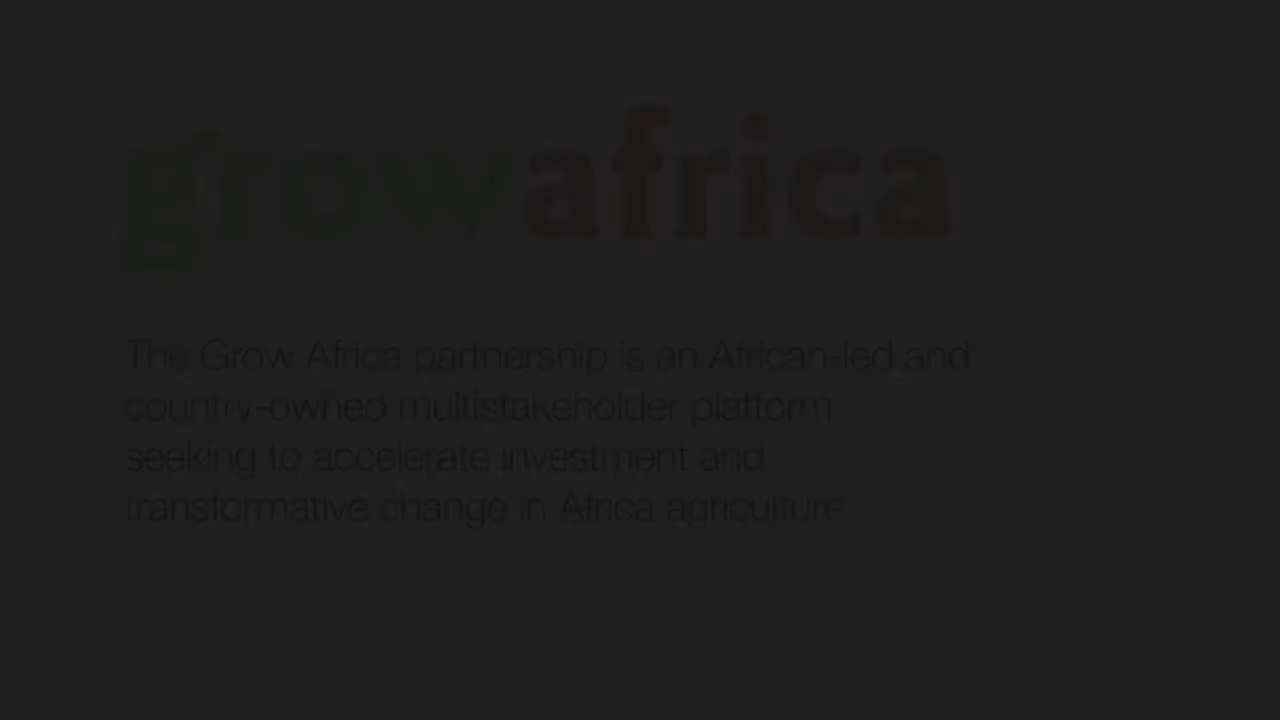 growafrica
The Grow Africa partnership is an African-led and
country-owned multistakeholder platform
seeking to accelerate investment and
transformative change in Africa agriculture